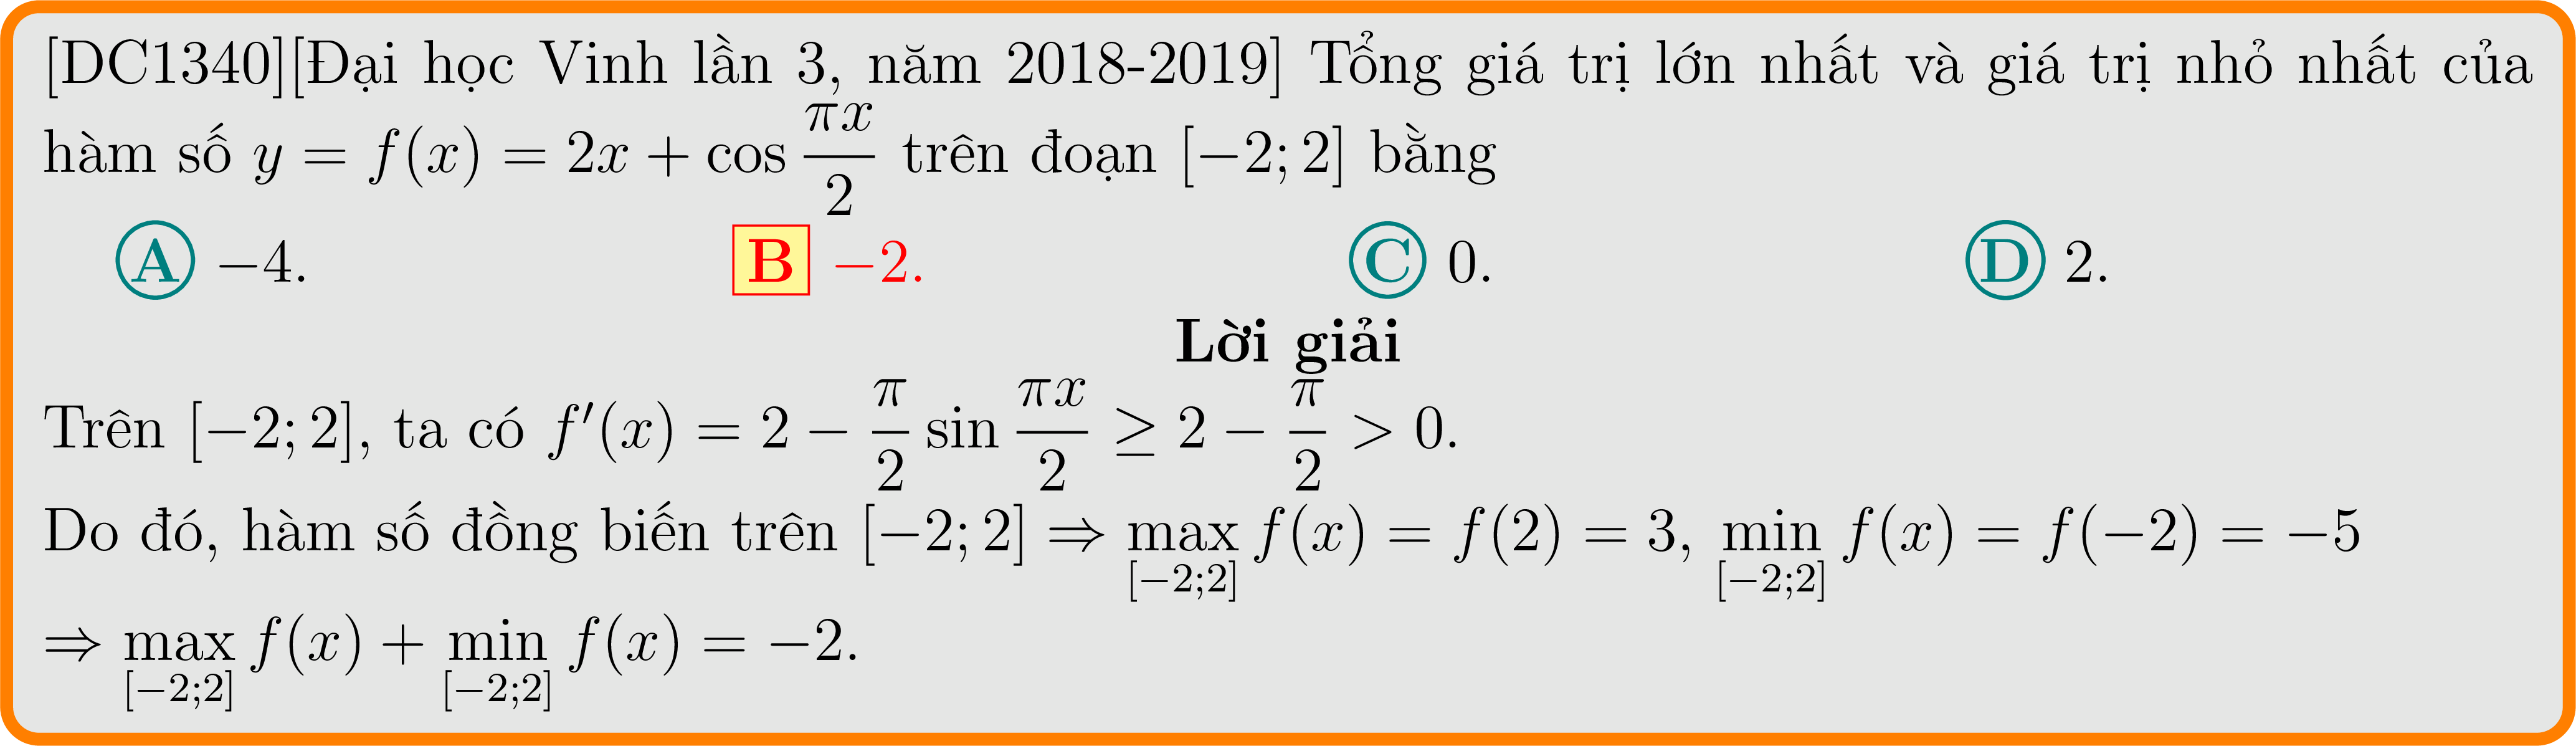 [DC1340][Đại học Vinh lần 3, năm 2018-2019] Tổng giá trị lớn nhất và giá trị nhỏ nhất của
hàm số $y = f(x) = 2x + \cos \dfrac{\pi x}{2}$ trên đoạn $[-2; 2]$ bằng
A −4. B −2. C 0. D 2.
Lời giải
Trên $[-2; 2]$, ta có $f'(x) = 2 - \dfrac{\pi}{2} \sin \dfrac{\pi x}{2} \geq 2 - \dfrac{\pi}{2} > 0$.
Do đó, hàm số đồng biến trên $[-2; 2] \Rightarrow \max\limits_{[-2;2]} f(x) = f(2) = 3, \min\limits_{[-2;2]} f(x) = f(-2) = -5$
$\Rightarrow \max\limits_{[-2;2]} f(x) + \min\limits_{[-2;2]} f(x) = -2$.